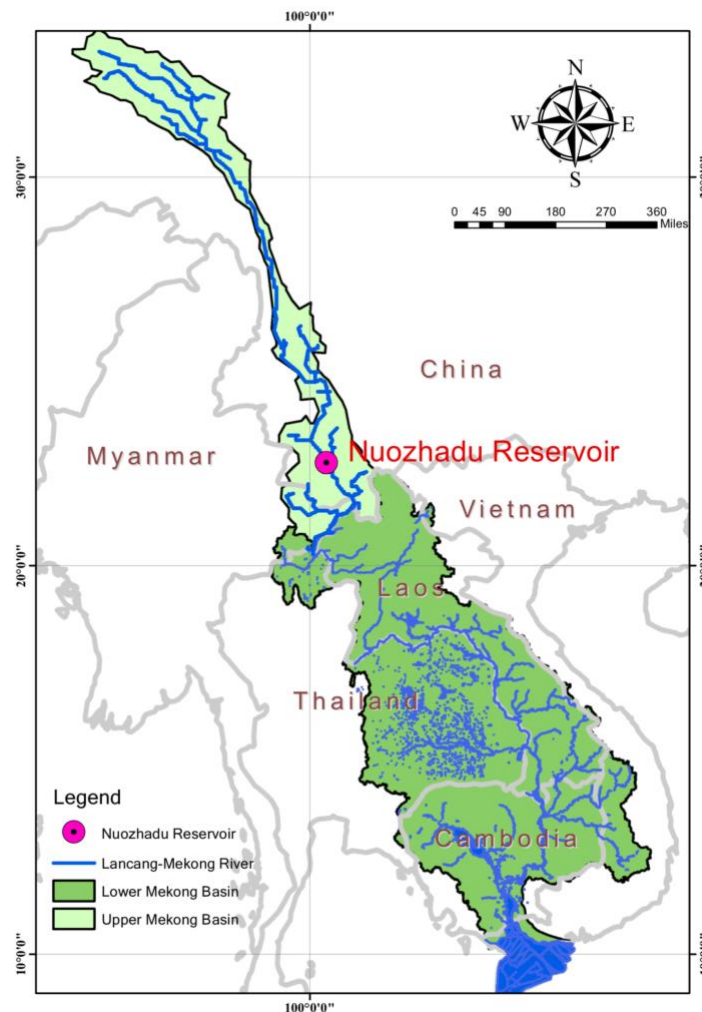 100°0'0"
N
W E
S
30°0'0"
0 45 90 180 270 360
Miles
China
Nuozhadu Reservoir
Myanmar
Vietnam
20°0'0"
Laos
Thailand
Legend
Nuozhadu Reservoir
Cambodia
Lancang-Mekong River
Lower Mekong Basin
Upper Mekong Basin
10°0'0"
100°0'0"